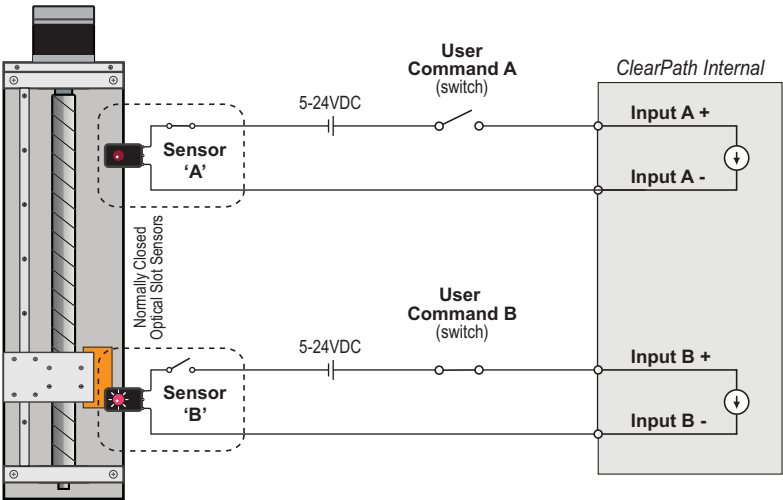 User
Command A
(switch)
ClearPath Internal
5-24VDC
Input A +
Sensor
‘A’
Input A -
Normally Closed
Optical Slot Sensors
User
Command B
(switch)
5-24VDC
Input B +
Sensor
‘B’
Input B -